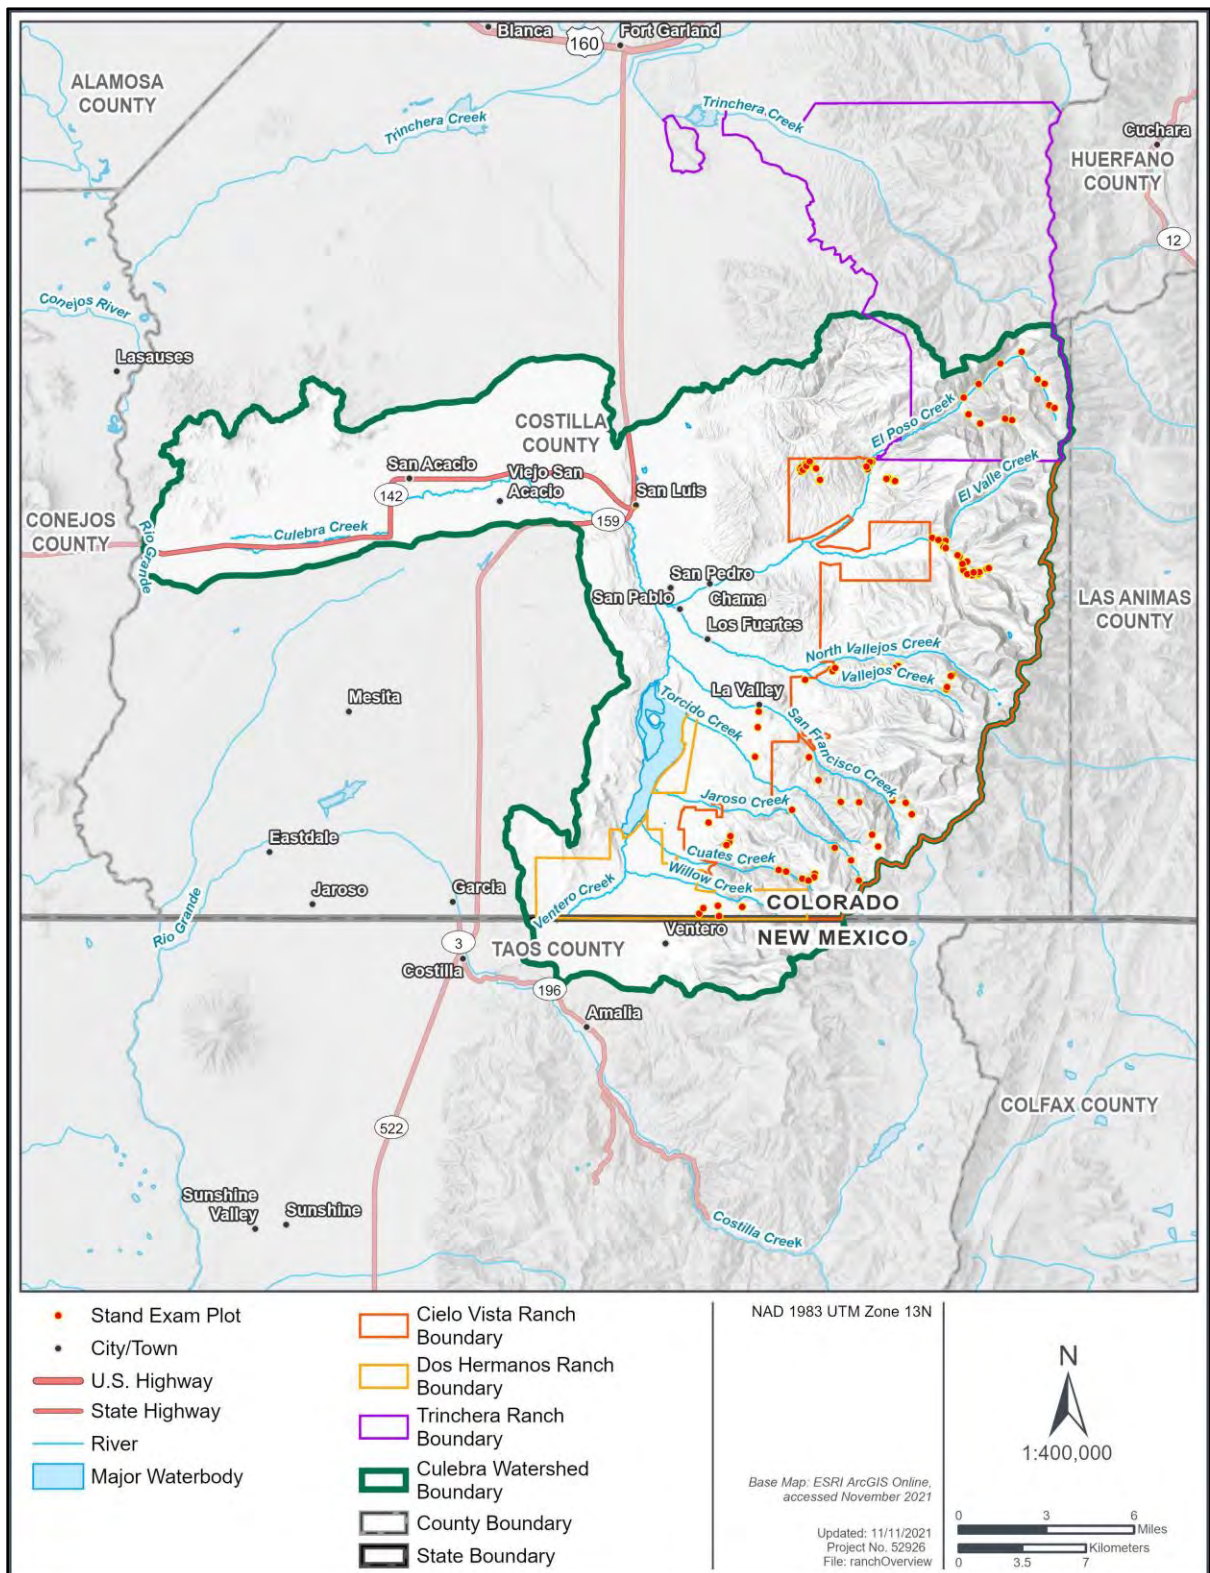 Blanca
Fort Garland
160
ALAMOSA
COUNTY
Trinchera Creek
Trinchera Creek
Cuchara
HUERFANO
COUNTY
12
Conejos River
Lasauses
COSTILLA
COUNTY
El Poso Creek
San Acacio
Viejo San
Acacio
142
San Luis
159
El Valle Creek
CONEJOS
COUNTY
Rio Grande
Culebra Creek
San Pedro
San Pablo
Chama
Los Fuertes
LAS ANIMAS
COUNTY
North Vallejos Creek
Vallejos Creek
La Valley
Torcido Creek
San Francisco Creek
Mesita
Jaroso Creek
Eastdale
Cuates Creek
Willow Creek
Jaroso
Garcia
Ventero Creek
COLORADO
Rio Grande
3
Ventero
NEW MEXICO
TAOS COUNTY
Costilla
196
Amalia
COLFAX COUNTY
522
Sunshine
Valley
Sunshine
Costilla Creek
Stand Exam Plot
City/Town
U.S. Highway
State Highway
River
Major Waterbody
Cielo Vista Ranch
Boundary
Dos Hermanos Ranch
Boundary
Trinchera Ranch
Boundary
Culebra Watershed
Boundary
County Boundary
State Boundary
NAD 1983 UTM Zone 13N
Base Map: ESRI ArcGIS Online,
accessed November 2021
Updated: 11/11/2021
Project No. 52926
File: ranchOverview
N
1:400,000
0 3 6
Miles
Kilometers
0 3.5 7